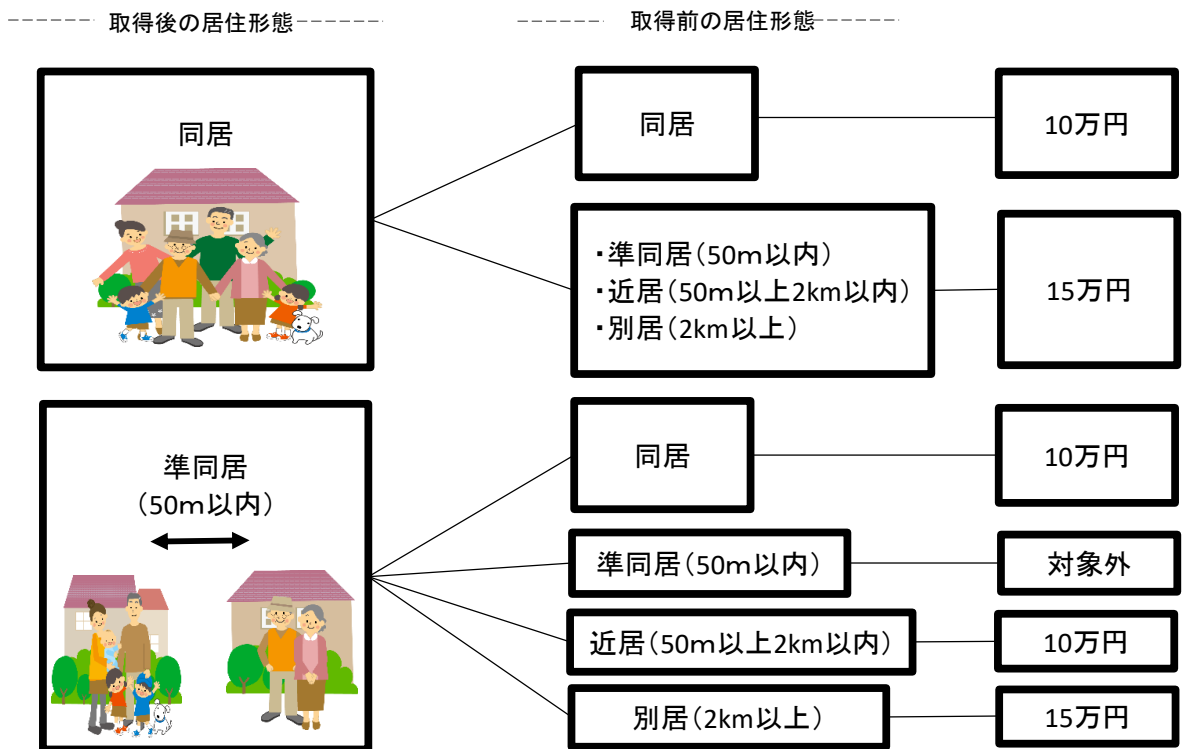 取得後の居住形態
取得前の居住形態
同居
同居
10万円
・準同居(50m以内)
・近居(50m以上2km以内)
・別居(2km以上)
15万円
準同居
(50m以内)
同居
10万円
準同居(50m以内)
対象外
近居(50m以上2km以内)
10万円
別居(2km以上)
15万円